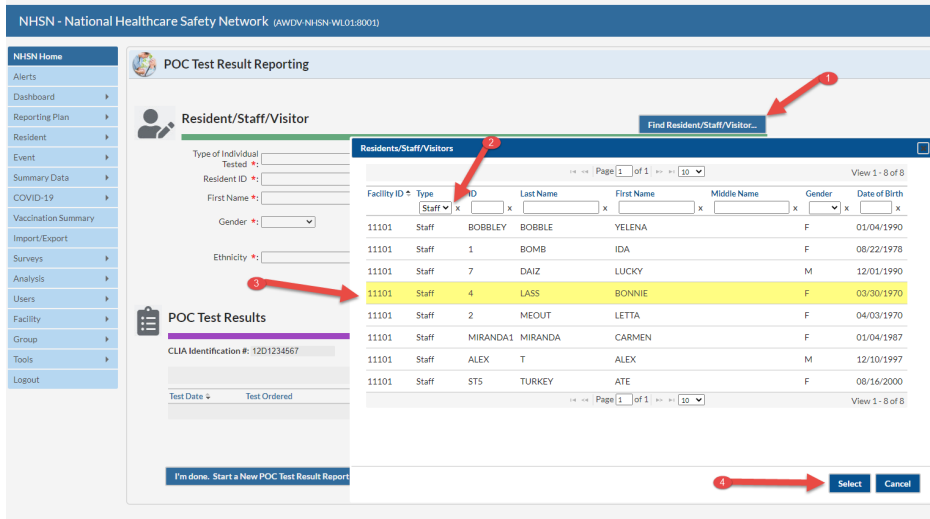 NHSN - National Healthcare Safety Network (AWDV-NHSN-WL01:8001)
NHSN Home
Alerts
Dashboard
Reporting Plan
Resident
Event
Summary Data
COVID-19
Vaccination Summary
Import/Export
Surveys
Analysis
Users
Facility
Group
Tools
Logout
POC Test Result Reporting
1
Resident/Staff/Visitor
Find Resident/Staff/Visitor...
Type of Individual
Tested *:
Resident ID *:
First Name *:
Gender *:
Ethnicity *:
2
3
POC Test Results
CLIA Identification #: 12D1234567
Test Date Test Ordered
I'm done. Start a New POC Test Result Report
Residents/Staff/Visitors
Page 1 of 1 10 View 1 - 8 of 8
Facility ID Type ID Last Name First Name Middle Name Gender Date of Birth
Staff x x x x x x x
11101 Staff BOBBLEY BOBBLE YELENA F 01/04/1990
11101 Staff 1 BOMB IDA F 08/22/1978
11101 Staff 7 DAIZ LUCKY M 12/01/1990
11101 Staff 4 LASS BONNIE F 03/30/1970
11101 Staff 2 MEOUT LETTA F 04/03/1970
11101 Staff MIRANDA1 MIRANDA CARMEN F 01/04/1987
11101 Staff ALEX T ALEX M 12/10/1997
11101 Staff ST5 TURKEY ATE F 08/16/2000
Page 1 of 1 10 View 1 - 8 of 8
4
Select Cancel